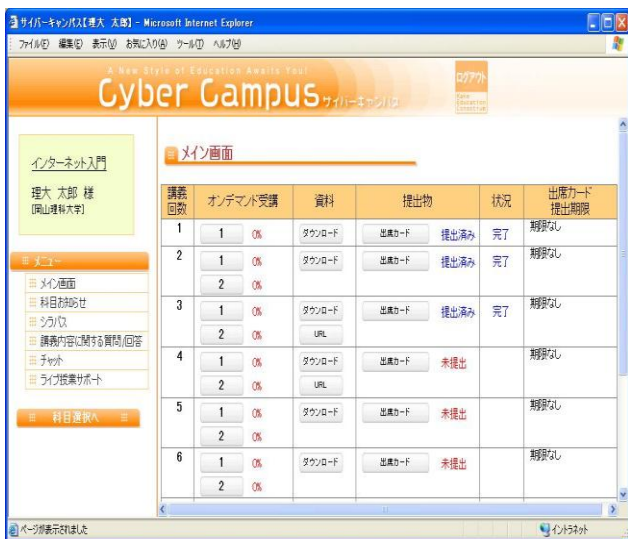 サイバーキャンパス【理大 太郎】 - Microsoft Internet Explorer
ファイル(F) 編集(E) 表示(V) お気に入り(A) ツール(T) ヘルプ(H)
A New Style of Education Awaits You!
Cyber Campus サイバーキャンパス
ログアウト
インターネット入門
理大 太郎 様
[岡山理科大学]
メニュー
メイン画面
科目お知らせ
シラバス
講義内容に関する質問/回答
チャット
ライブ授業サポート
科目選択へ
メイン画面
講義回数 オンデマンド受講 資料 提出物 状況 出席カード提出期限
1 1 0% ダウンロード 出席カード 提出済み 完了 期限なし
2 1 0% ダウンロード 出席カード 提出済み 完了 期限なし
2 0%
3 1 0% ダウンロード 出席カード 提出済み 完了 期限なし
2 0% URL
4 1 0% ダウンロード 出席カード 未提出 期限なし
2 0% URL
5 1 0% ダウンロード 出席カード 未提出 期限なし
2 0%
6 1 0% ダウンロード 出席カード 未提出 期限なし
2 0%
ページが表示されました
イントラネット